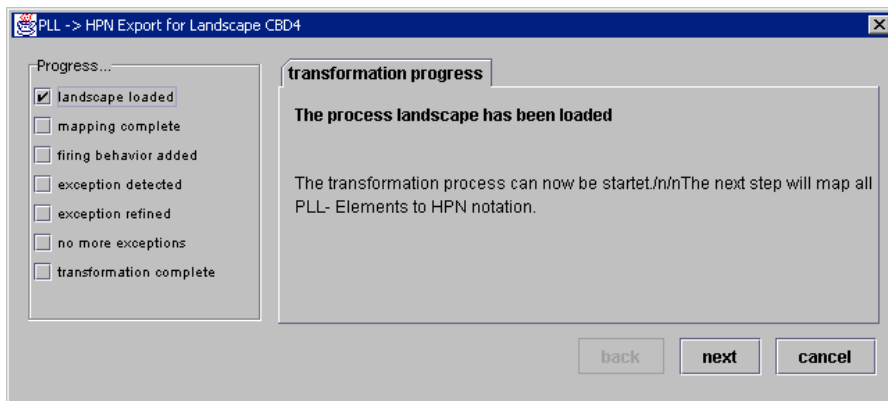 PLL -> HPN Export for Landscape CBD4
Progress...
landscape loaded
mapping complete
firing behavior added
exception detected
exception refined
no more exceptions
transformation complete
transformation progress
The process landscape has been loaded
The transformation process can now be startet./n/nThe next step will map all
PLL- Elements to HPN notation.
back
next
cancel